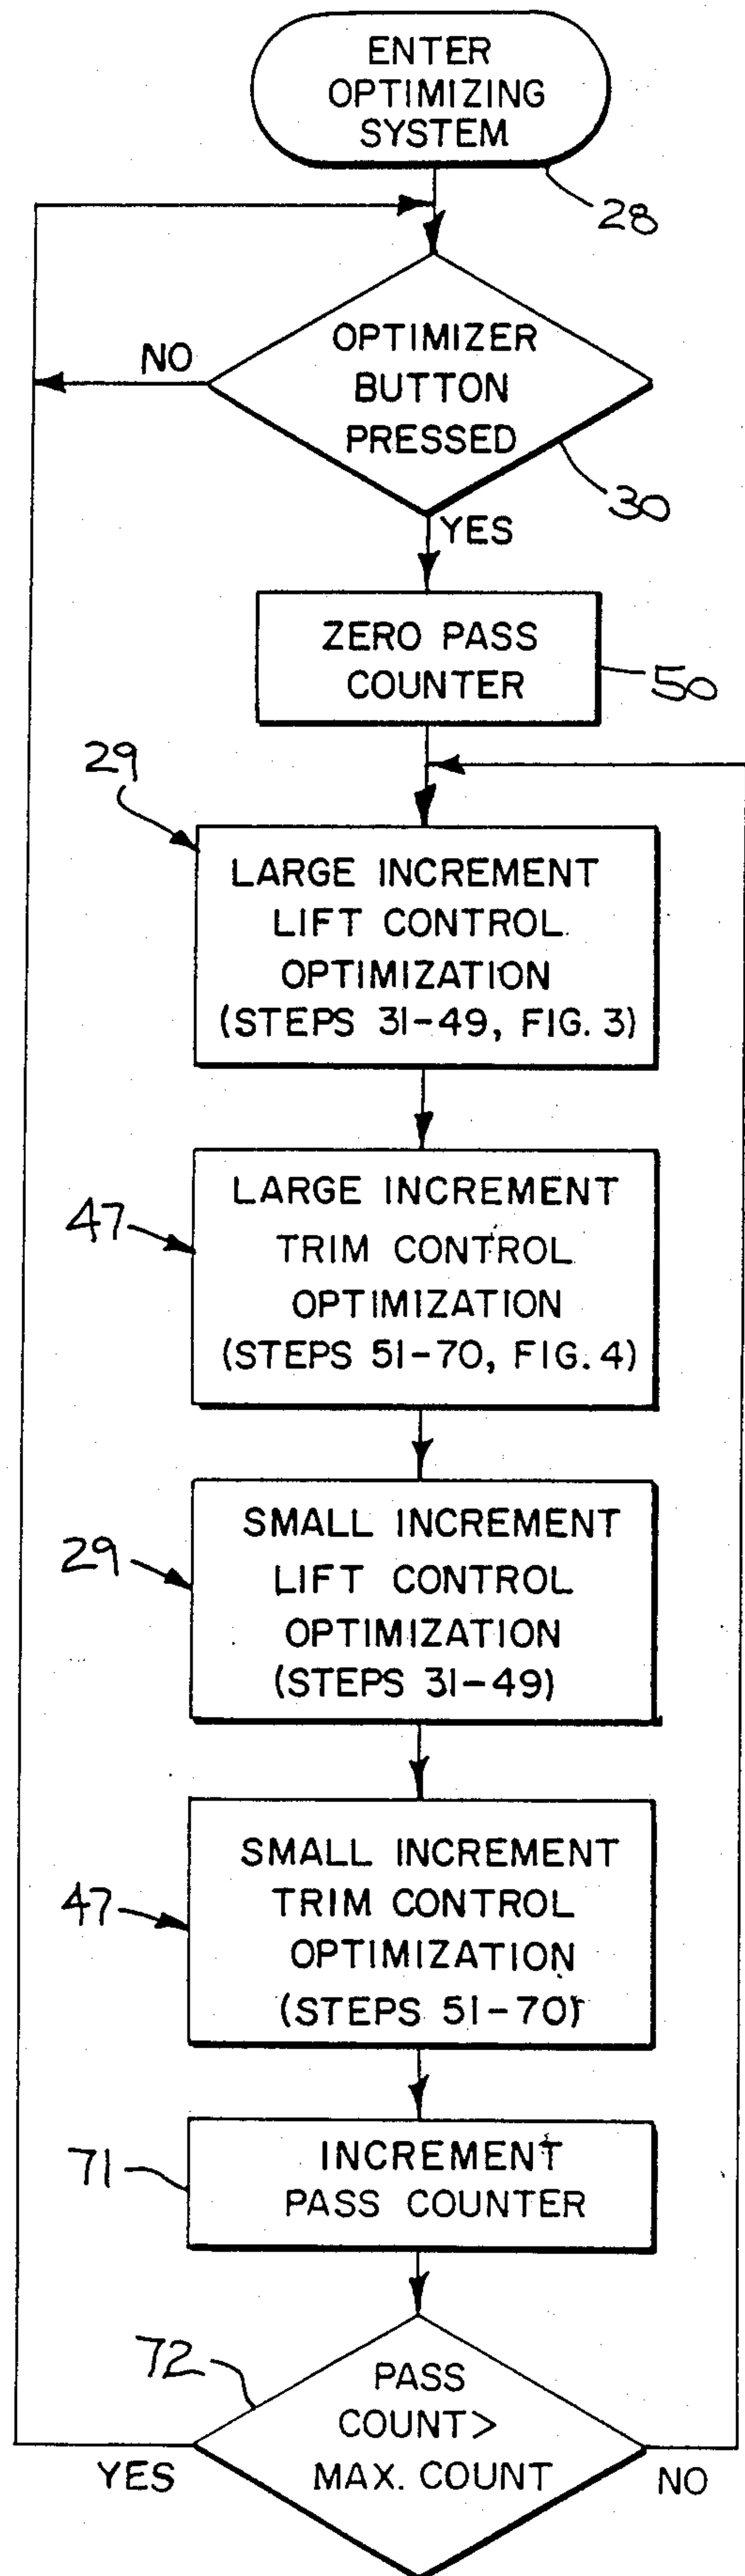 ENTER
OPTIMIZING
SYSTEM
28
OPTIMIZER
BUTTON
PRESSED
NO
30
YES
ZERO PASS
COUNTER
50
29
LARGE INCREMENT
LIFT CONTROL
OPTIMIZATION
(STEPS 31-49, FIG. 3)
47
LARGE INCREMENT
TRIM CONTROL
OPTIMIZATION
(STEPS 51-70, FIG. 4)
29
SMALL INCREMENT
LIFT CONTROL
OPTIMIZATION
(STEPS 31-49)
47
SMALL INCREMENT
TRIM CONTROL
OPTIMIZATION
(STEPS 51-70)
71
INCREMENT
PASS COUNTER
72
PASS
COUNT>
MAX. COUNT
YES
NO